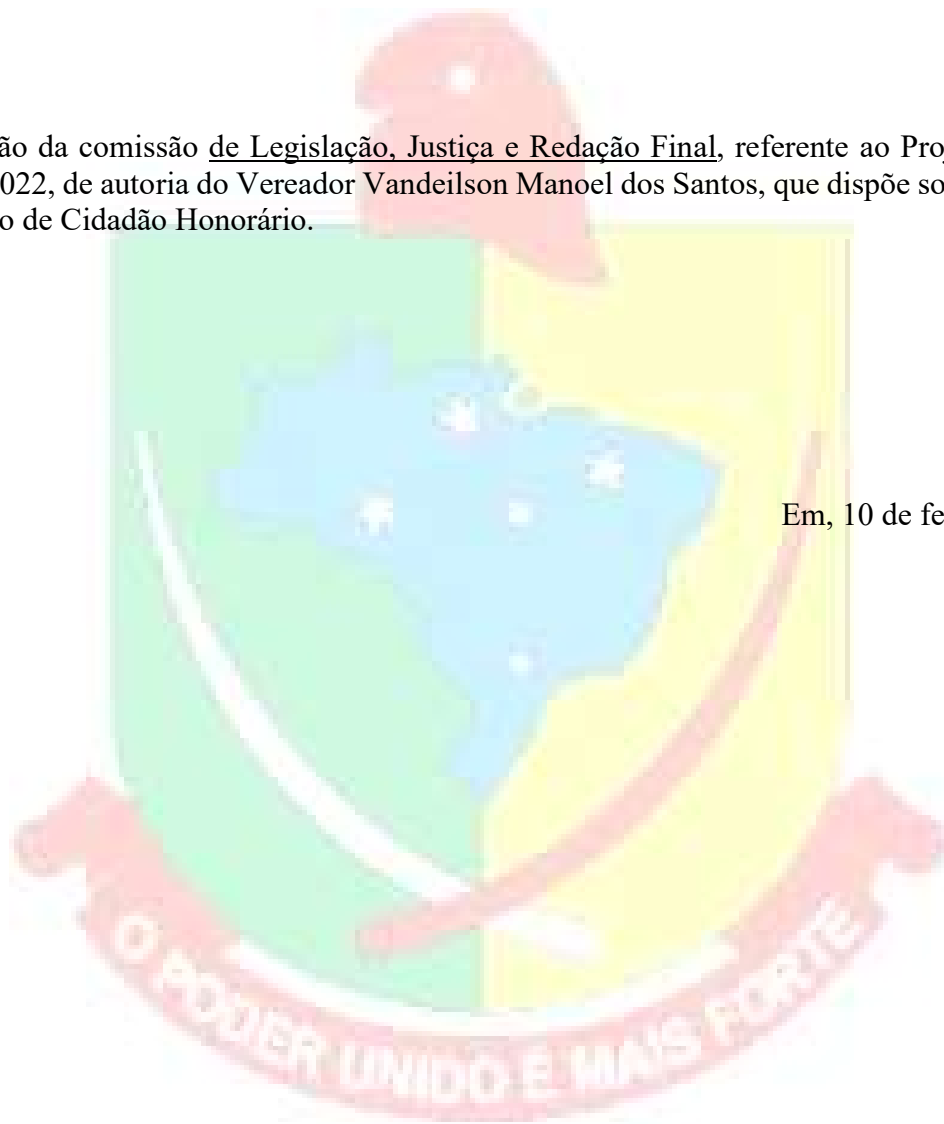 ão da comissão de Legislação, Justiça e Redação Final, referente ao Proj
022, de autoria do Vereador Vandeilson Manoel dos Santos, que dispõe so
o de Cidadão Honorário.
Em, 10 de fe
O PODER UNIDO É MAIS FORTE